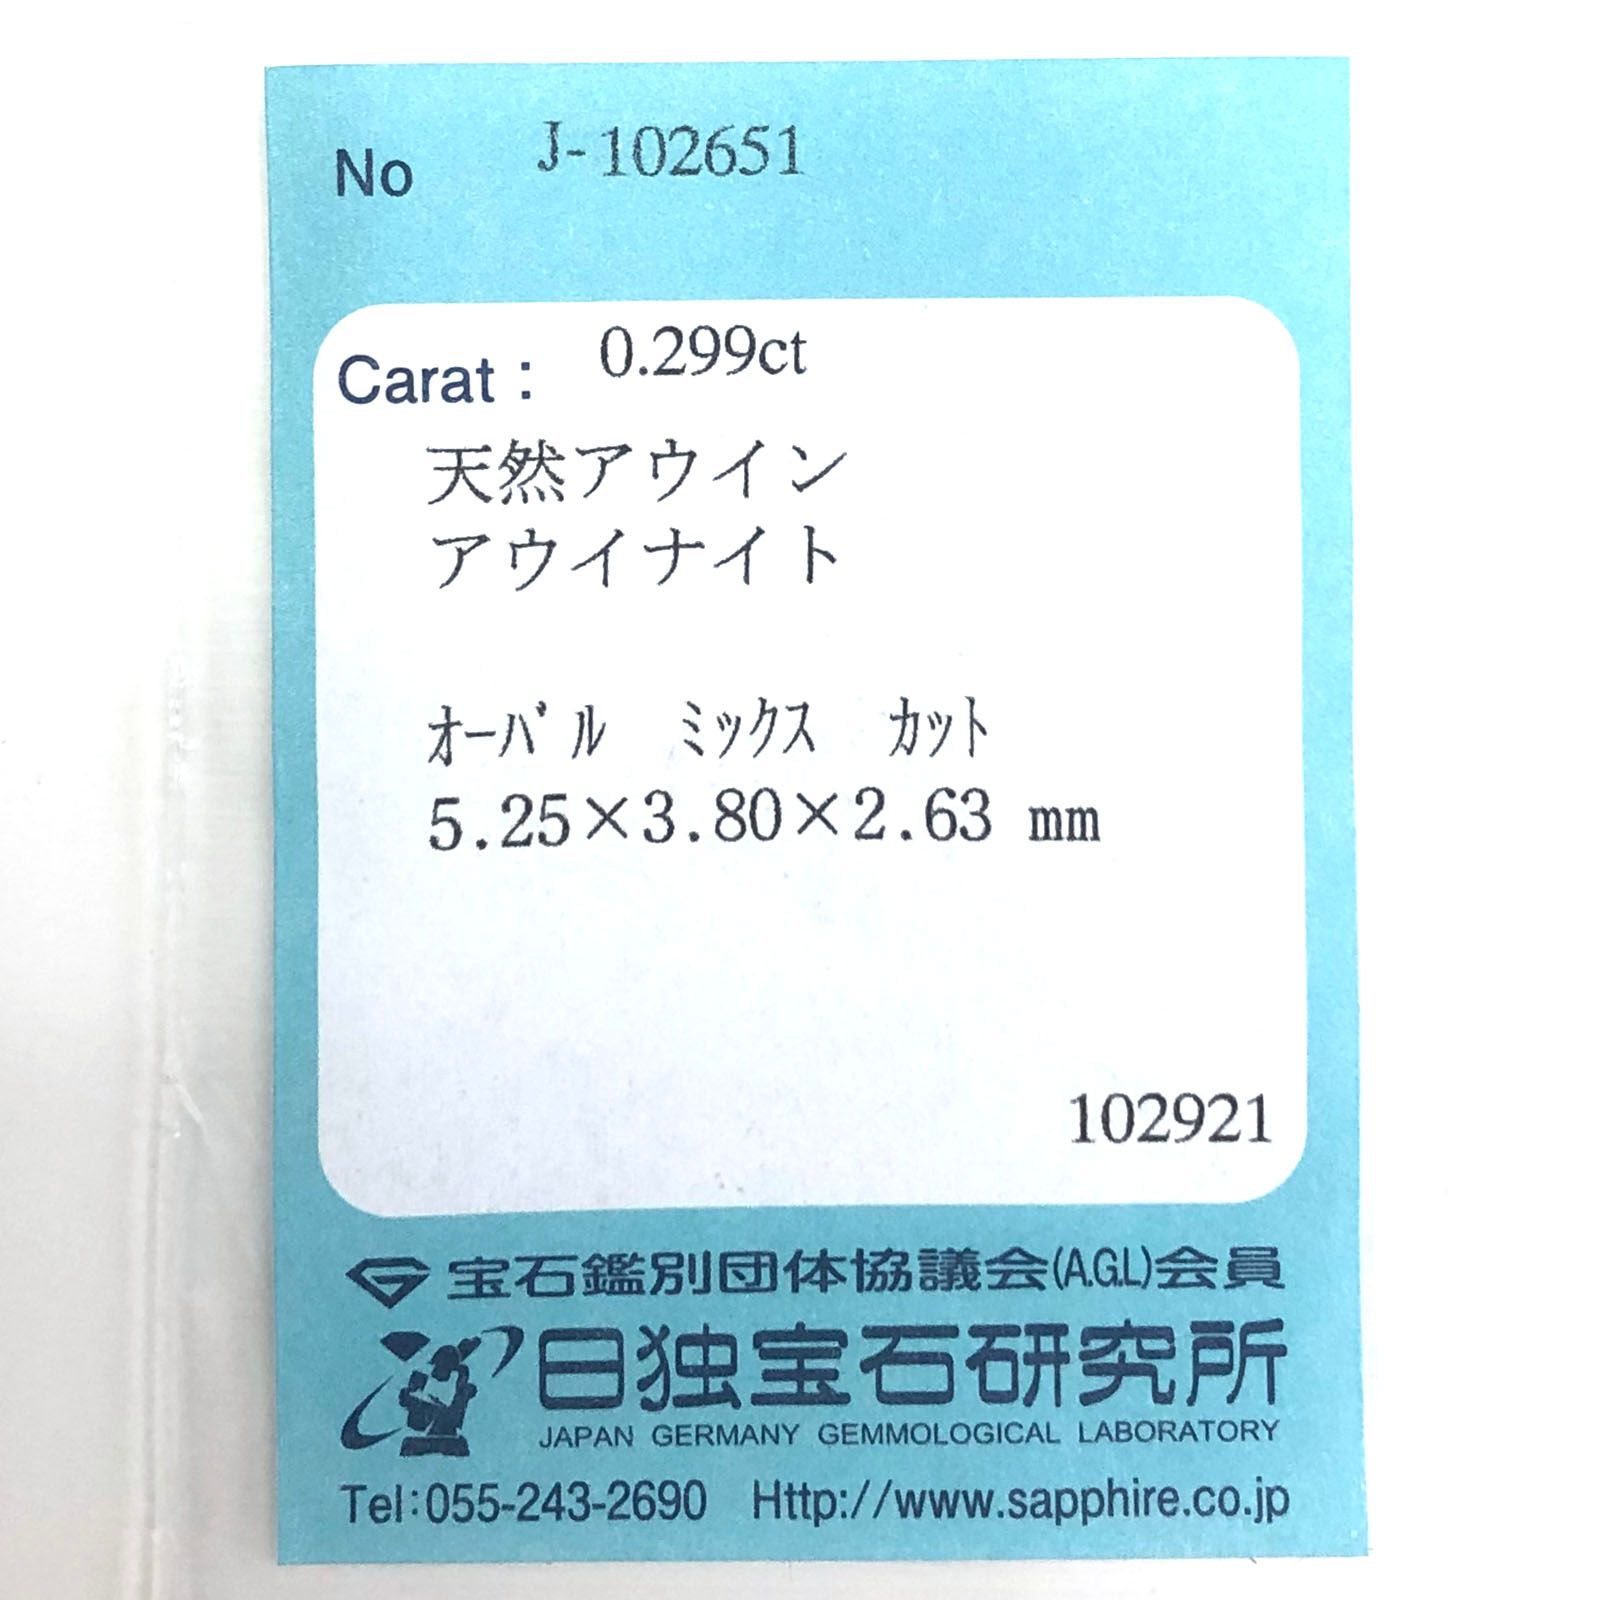 No J-102651
Carat： 0.299ct
天然アウイン
アウイナイト
ｵｰﾊﾞﾙ ﾐｯｸｽ ｶｯﾄ
5.25×3.80×2.63 mm
102921
宝石鑑別団体協議会(A.G.L)会員
日独宝石研究所
JAPAN GERMANY GEMMOLOGICAL LABORATORY
Tel:055-243-2690 Http://www.sapphire.co.jp